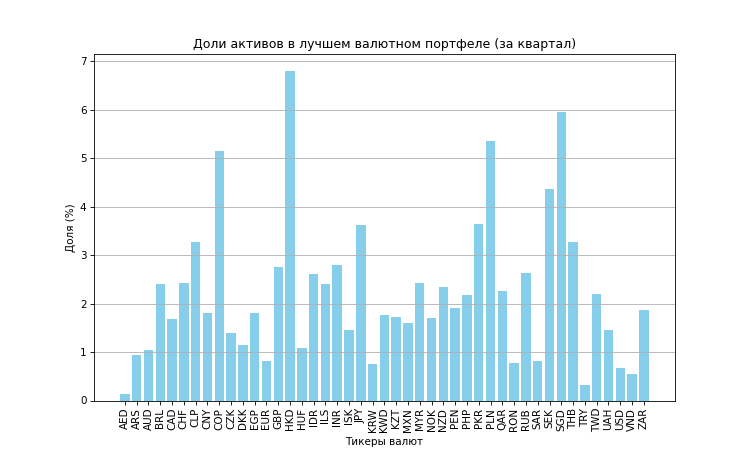 Доли активов в лучшем валютном портфеле (за квартал)
Доля (%)
7
6
5
4
3
2
1
0
AED ARS AUD BRL CAD CHF CLP CNY COP CZK DKK EGP EUR GBP HKD HUF IDR ILS INR ISK JPY KRW KWD KZT MXN MYR NOK NZD PEN PHP PKR PLN QAR RON RUB SAR SEK SGD THB TRY TWD UAH USD VND ZAR
Тикеры валют